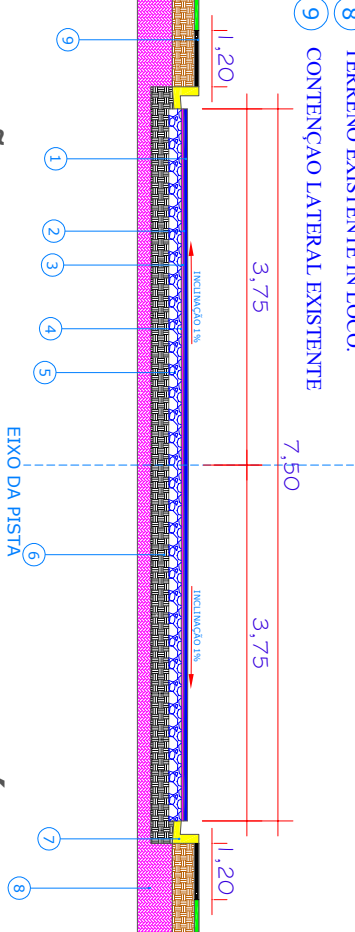 8 TERRENO EXISTENTE IN LOCO.
9 CONTENÇAO LATERAL EXISTENTE
7,50
3,75
3,75
1,20
1,20
INCLINAÇÃO 1%
INCLINAÇÃO 1%
9
1
2
3
4
5
6
7
8
EIXO DA PISTA